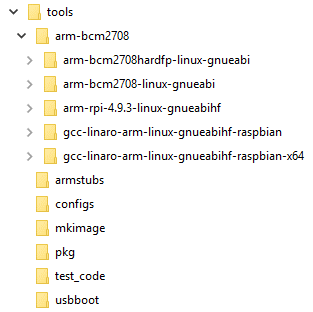 tools
arm-bcm2708
arm-bcm2708hardfp-linux-gnueabi
arm-bcm2708-linux-gnueabi
arm-rpi-4.9.3-linux-gnueabihf
gcc-linaro-arm-linux-gnueabihf-raspbian
gcc-linaro-arm-linux-gnueabihf-raspbian-x64
armstubs
configs
mkimage
pkg
test_code
usbboot